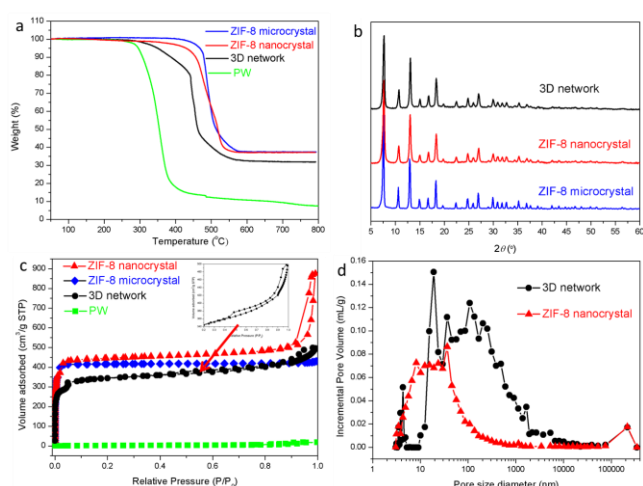 a
ZIF-8 microcrystal
ZIF-8 nanocrystal
3D network
PW
Weight (%)
100
90
80
70
60
50
40
30
20
10
0
100 200 300 400 500 600 700 800
Temperature (°C)
b
3D network
ZIF-8 nanocrystal
ZIF-8 microcrystal
5 10 15 20 25 30 35 40 45 50 55 60
2θ (°)
c
ZIF-8 nanocrystal
ZIF-8 microcrystal
3D network
PW
Volume adsorbed (cm³/g STP)
900
800
700
600
500
400
300
200
100
0
0.0 0.2 0.4 0.6 0.8 1.0
Relative Pressure (P/Pₒ)
d
3D network
ZIF-8 nanocrystal
Incremental Pore Volume (mL/g)
0.16
0.14
0.12
0.10
0.08
0.06
0.04
0.02
0.00
1 10 100 1000 10000 100000
Pore size diameter (nm)